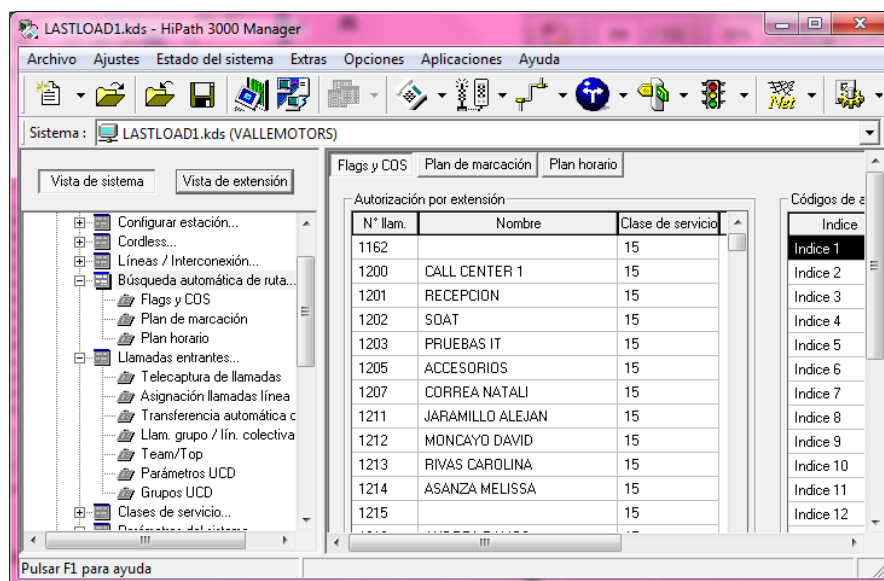 LASTLOAD1.kds - HiPath 3000 Manager
Archivo Ajustes Estado del sistema Extras Opciones Aplicaciones Ayuda
Net
Sistema : LASTLOAD1.kds (VALLEMOTORS)
Vista de sistema Vista de extensión
Configurar estación...
Cordless...
Líneas / Interconexión...
Búsqueda automática de ruta...
Flags y COS
Plan de marcación
Plan horario
Llamadas entrantes...
Telecaptura de llamadas
Asignación llamadas línea
Transferencia automática c
Llam. grupo / lín. colectiva
Team/Top
Parámetros UCD
Grupos UCD
Clases de servicio...
Flags y COS Plan de marcación Plan horario
Autorización por extensión
N° llam. Nombre Clase de servicio
1162 15
1200 CALL CENTER 1 15
1201 RECEPCION 15
1202 SOAT 15
1203 PRUEBAS IT 15
1205 ACCESORIOS 15
1207 CORREA NATALI 15
1211 JARAMILLO ALEJAN 15
1212 MONCAYO DAVID 15
1213 RIVAS CAROLINA 15
1214 ASANZA MELISSA 15
1215 15
Códigos de a
Indice
Indice 1
Indice 2
Indice 3
Indice 4
Indice 5
Indice 6
Indice 7
Indice 8
Indice 9
Indice 10
Indice 11
Indice 12
Pulsar F1 para ayuda